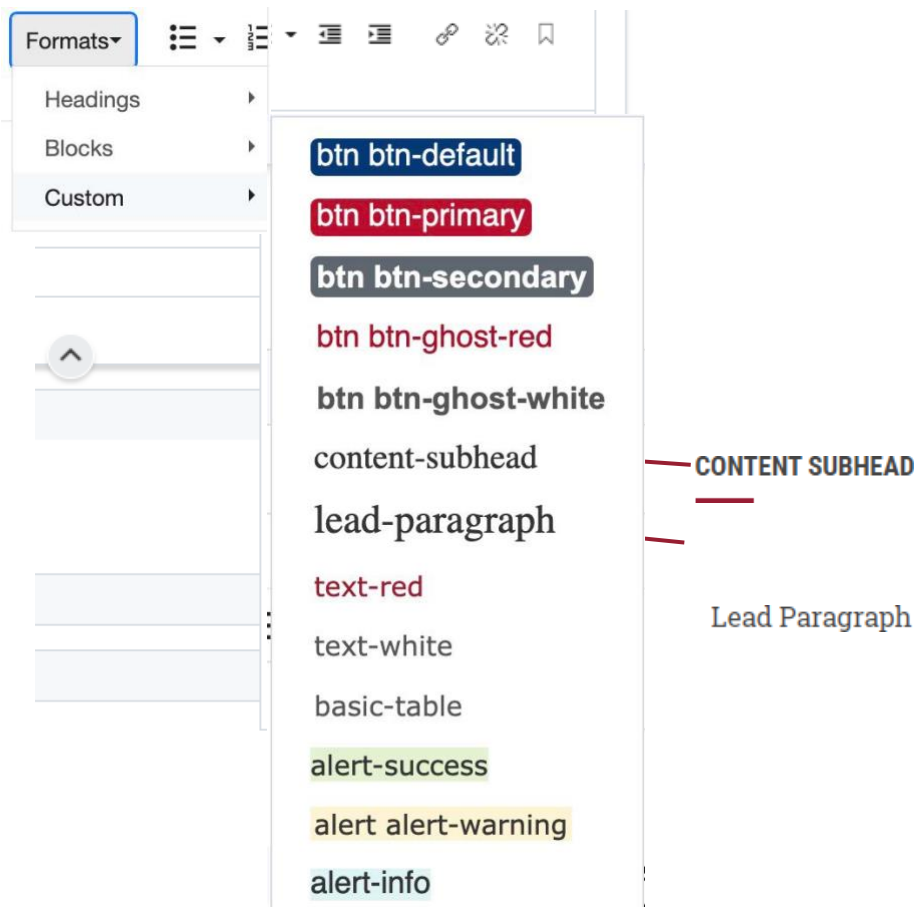 Formats
Headings
Blocks
Custom
btn btn-default
btn btn-primary
btn btn-secondary
btn btn-ghost-red
btn btn-ghost-white
content-subhead
CONTENT SUBHEAD
lead-paragraph
text-red
Lead Paragraph
text-white
basic-table
alert-success
alert alert-warning
alert-info